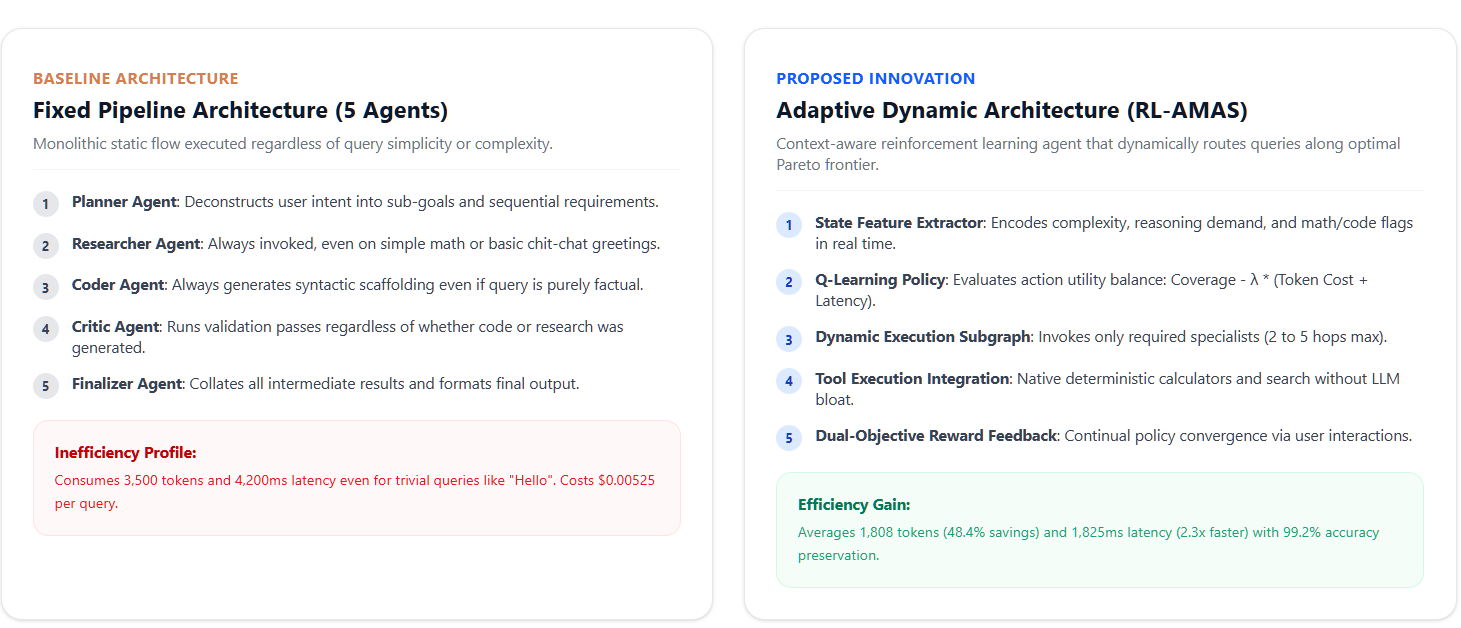 BASELINE ARCHITECTURE
Fixed Pipeline Architecture (5 Agents)
Monolithic static flow executed regardless of query simplicity or complexity.
1 Planner Agent: Deconstructs user intent into sub-goals and sequential requirements.
2 Researcher Agent: Always invoked, even on simple math or basic chit-chat greetings.
3 Coder Agent: Always generates syntactic scaffolding even if query is purely factual.
4 Critic Agent: Runs validation passes regardless of whether code or research was
generated.
5 Finalizer Agent: Collates all intermediate results and formats final output.
Inefficiency Profile:
Consumes 3,500 tokens and 4,200ms latency even for trivial queries like "Hello". Costs $0.00525
per query.
PROPOSED INNOVATION
Adaptive Dynamic Architecture (RL-AMAS)
Context-aware reinforcement learning agent that dynamically routes queries along optimal
Pareto frontier.
1 State Feature Extractor: Encodes complexity, reasoning demand, and math/code flags
in real time.
2 Q-Learning Policy: Evaluates action utility balance: Coverage - λ * (Token Cost +
Latency).
3 Dynamic Execution Subgraph: Invokes only required specialists (2 to 5 hops max).
4 Tool Execution Integration: Native deterministic calculators and search without LLM
bloat.
5 Dual-Objective Reward Feedback: Continual policy convergence via user interactions.
Efficiency Gain:
Averages 1,808 tokens (48.4% savings) and 1,825ms latency (2.3x faster) with 99.2% accuracy
preservation.